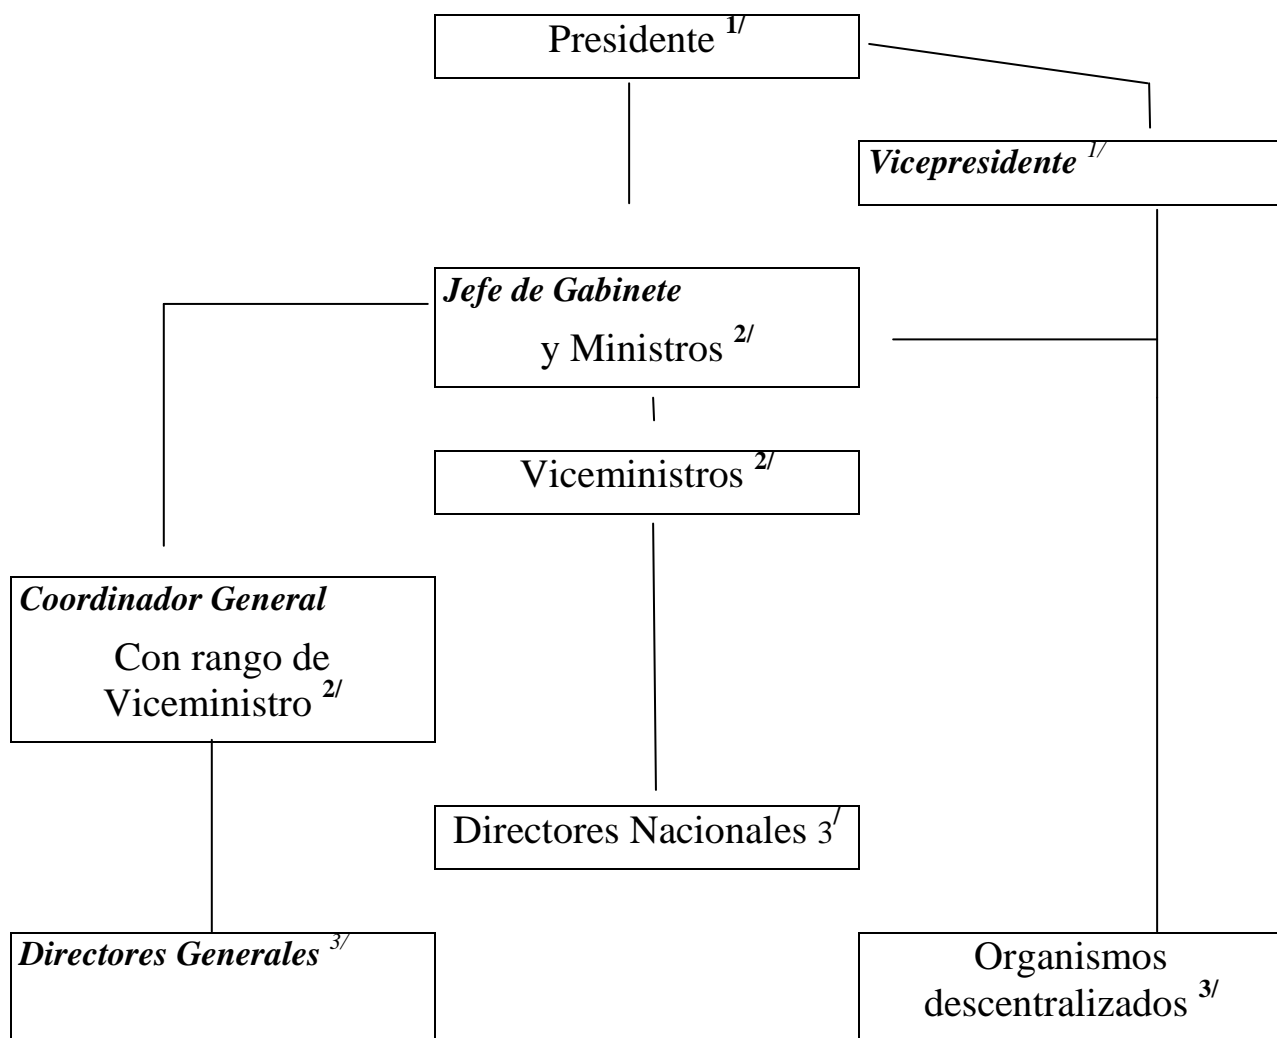 Presidente 1/
Vicepresidente 1/
Jefe de Gabinete
y Ministros 2/
Viceministros 2/
Coordinador General
Con rango de
Viceministro 2/
Directores Nacionales 3/
Directores Generales 3/
Organismos
descentralizados 3/